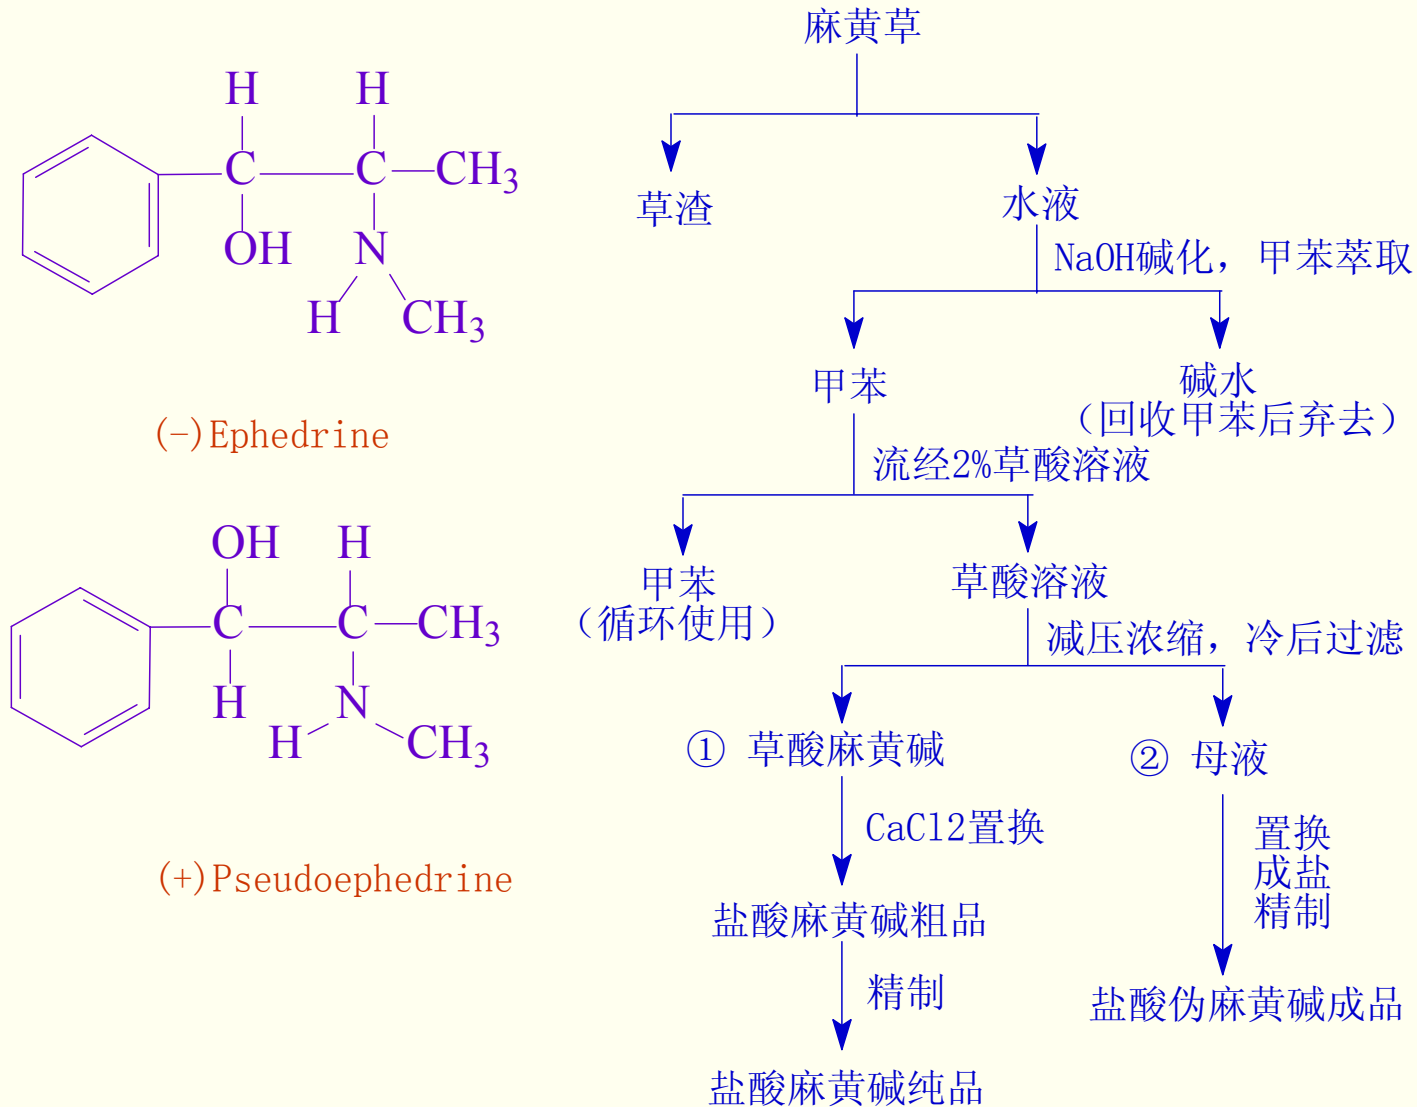 麻黄草
草渣
水液
NaOH碱化，甲苯萃取
甲苯
碱水
（回收甲苯后弃去）
流经2%草酸溶液
甲苯
（循环使用）
草酸溶液
减压浓缩，冷后过滤
① 草酸麻黄碱
② 母液
CaCl2置换
置换
成盐
精制
盐酸麻黄碱粗品
精制
盐酸伪麻黄碱成品
盐酸麻黄碱纯品
H H
C C CH3
OH N
H CH3
(-)Ephedrine
OH H
C C CH3
H N
H CH3
(+)Pseudoephedrine